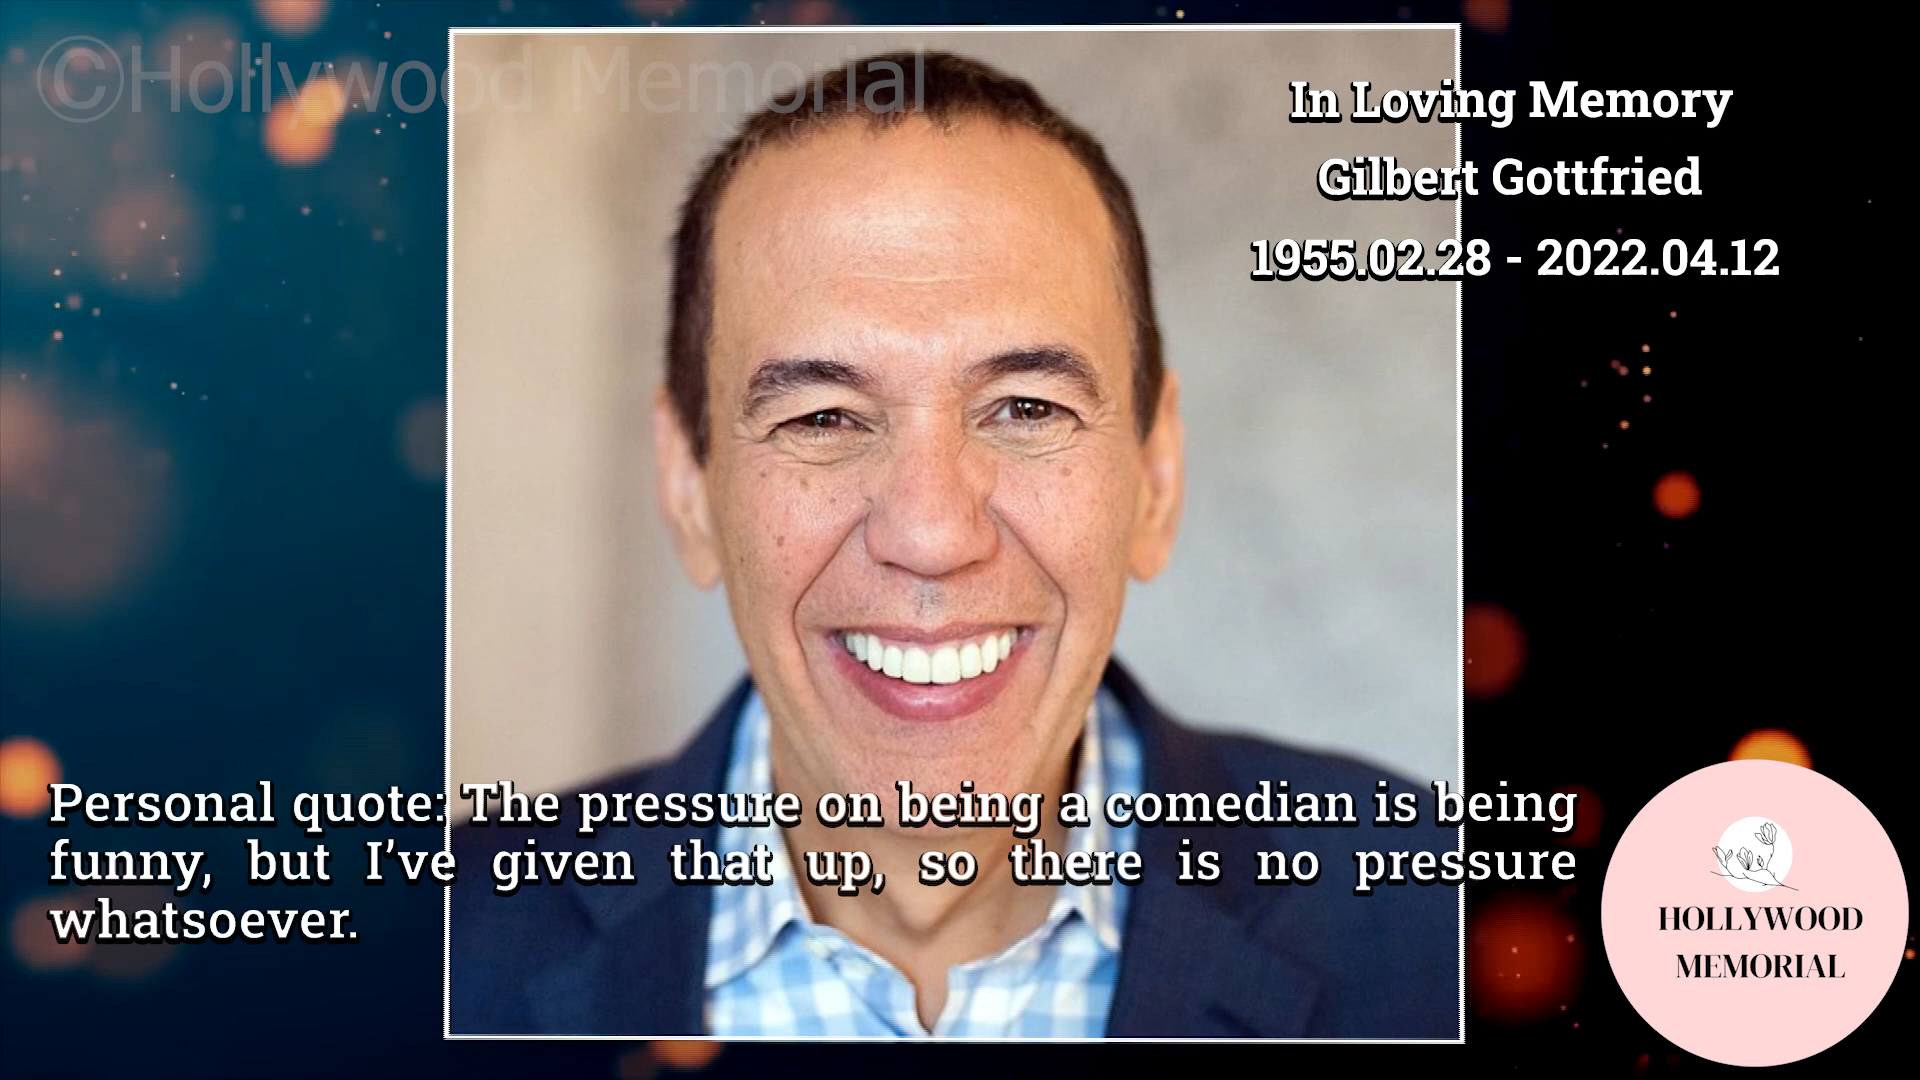 ©Hollywood Memorial
In Loving Memory
Gilbert Gottfried
1955.02.28 - 2022.04.12
Personal quote: The pressure on being a comedian is being
funny, but I’ve given that up, so there is no pressure
whatsoever.
HOLLYWOOD
MEMORIAL